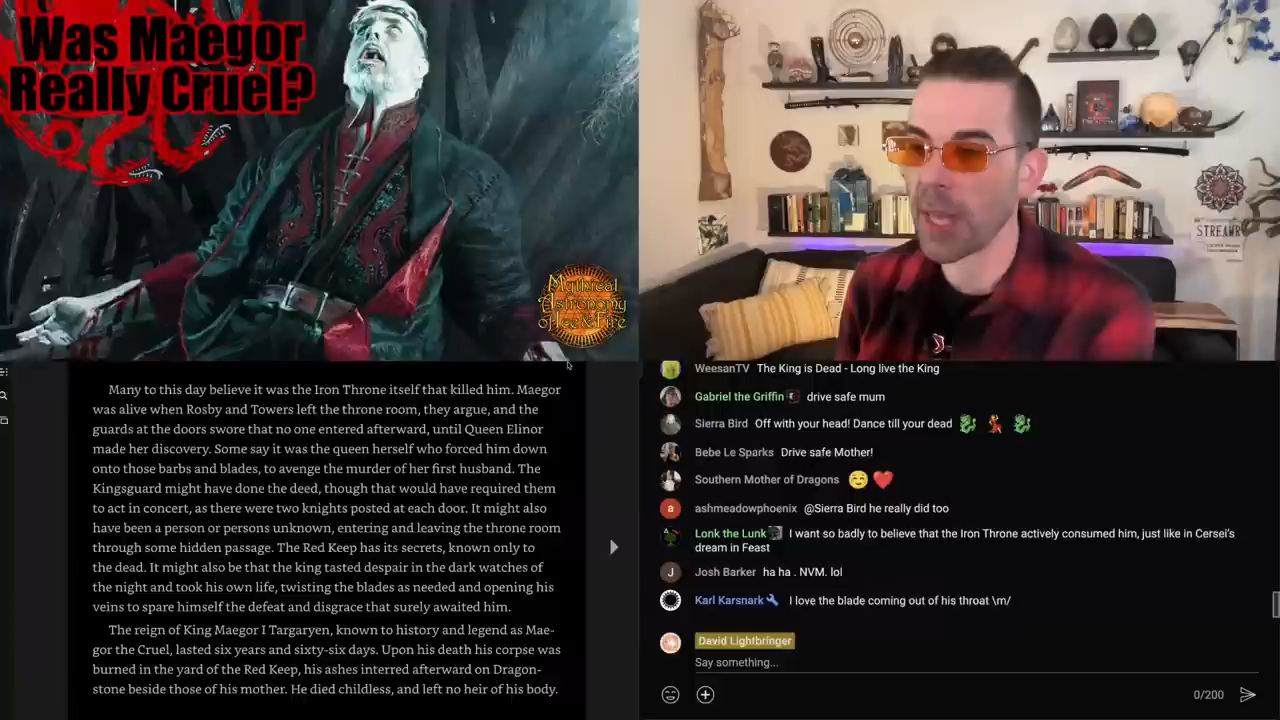 Was Maegor
Really Cruel?
Mythical
Astronomy
of Ice & Fire
STREAMR
Many to this day believe it was the Iron Throne itself that killed him. Maegor
was alive when Rosby and Towers left the throne room, they argue, and the
guards at the doors swore that no one entered afterward, until Queen Elinor
made her discovery. Some say it was the queen herself who forced him down
onto those barbs and blades, to avenge the murder of her first husband. The
Kingsguard might have done the deed, though that would have required them
to act in concert, as there were two knights posted at each door. It might also
have been a person or persons unknown, entering and leaving the throne room
through some hidden passage. The Red Keep has its secrets, known only to
the dead. It might also be that the king tasted despair in the dark watches of
the night and took his own life, twisting the blades as needed and opening his
veins to spare himself the defeat and disgrace that surely awaited him.
The reign of King Maegor I Targaryen, known to history and legend as Mae-
gor the Cruel, lasted six years and sixty-six days. Upon his death his corpse was
burned in the yard of the Red Keep, his ashes interred afterward on Dragon-
stone beside those of his mother. He died childless, and left no heir of his body.
WeesanTV The King is Dead - Long live the King
Gabriel the Griffin drive safe mum
Sierra Bird Off with your head! Dance till your dead
Bebe Le Sparks Drive safe Mother!
Southern Mother of Dragons
ashmeadowphoenix @Sierra Bird he really did too
Lonk the Lunk I want so badly to believe that the Iron Throne actively consumed him, just like in Cersei's
dream in Feast
J Josh Barker ha ha . NVM. lol
Karl Karsnark I love the blade coming out of his throat \m/
David Lightbringer
Say something...
0/200